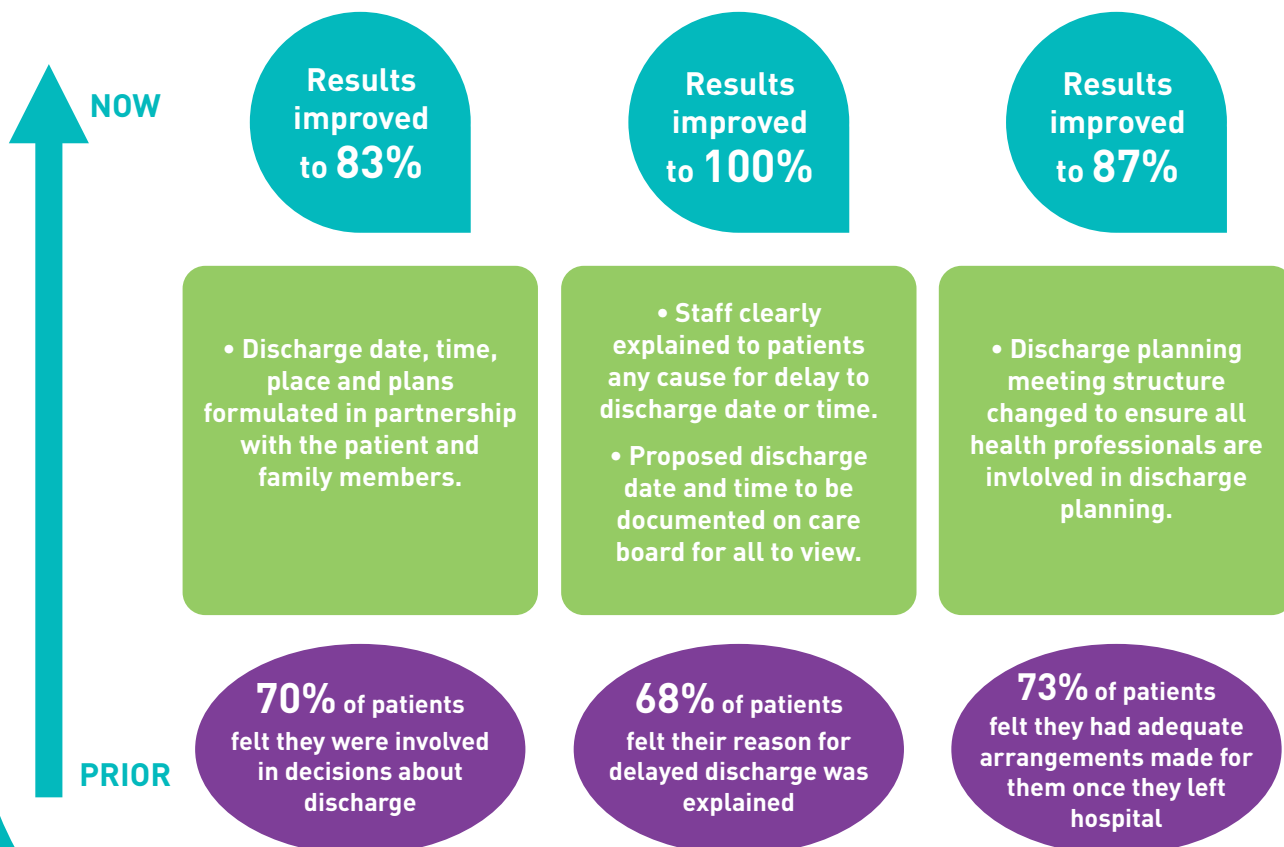 NOW
Results
improved
to 83%
Results
improved
to 100%
Results
improved
to 87%
• Discharge date, time,
place and plans
formulated in partnership
with the patient and
family members.
• Staff clearly
explained to patients
any cause for delay to
discharge date or time.
• Proposed discharge
date and time to be
documented on care
board for all to view.
• Discharge planning
meeting structure
changed to ensure all
health professionals are
invlolved in discharge
planning.
PRIOR
70% of patients
felt they were involved
in decisions about
discharge
68% of patients
felt their reason for
delayed discharge was
explained
73% of patients
felt they had adequate
arrangements made for
them once they left
hospital